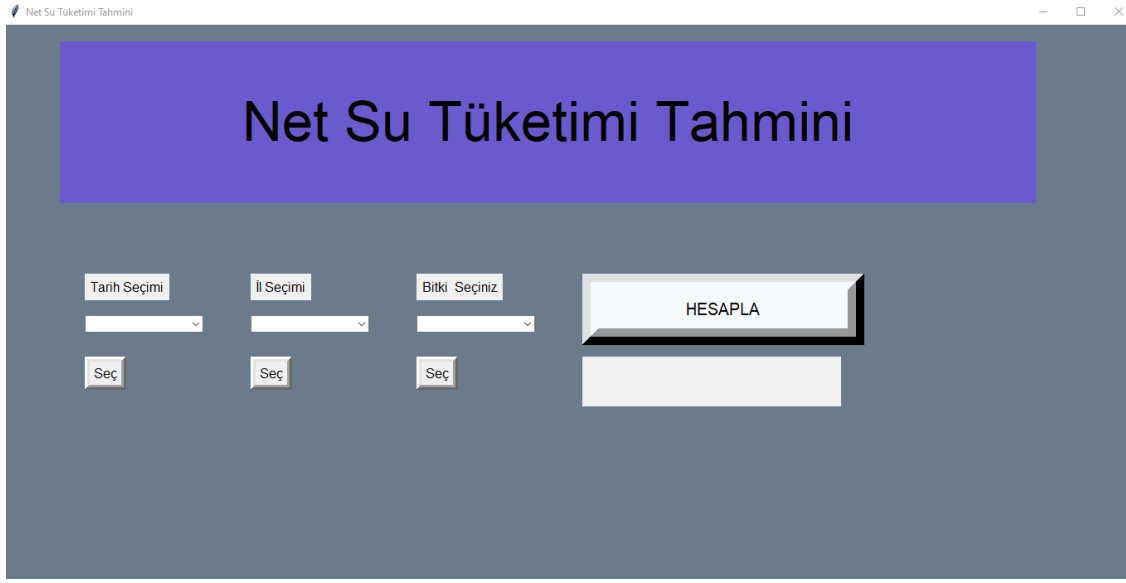 Net Su Tüketimi Tahmini
Net Su Tüketimi Tahmini
Tarih Seçimi
İl Seçimi
Bitki  Seçiniz
HESAPLA
Seç
Seç
Seç